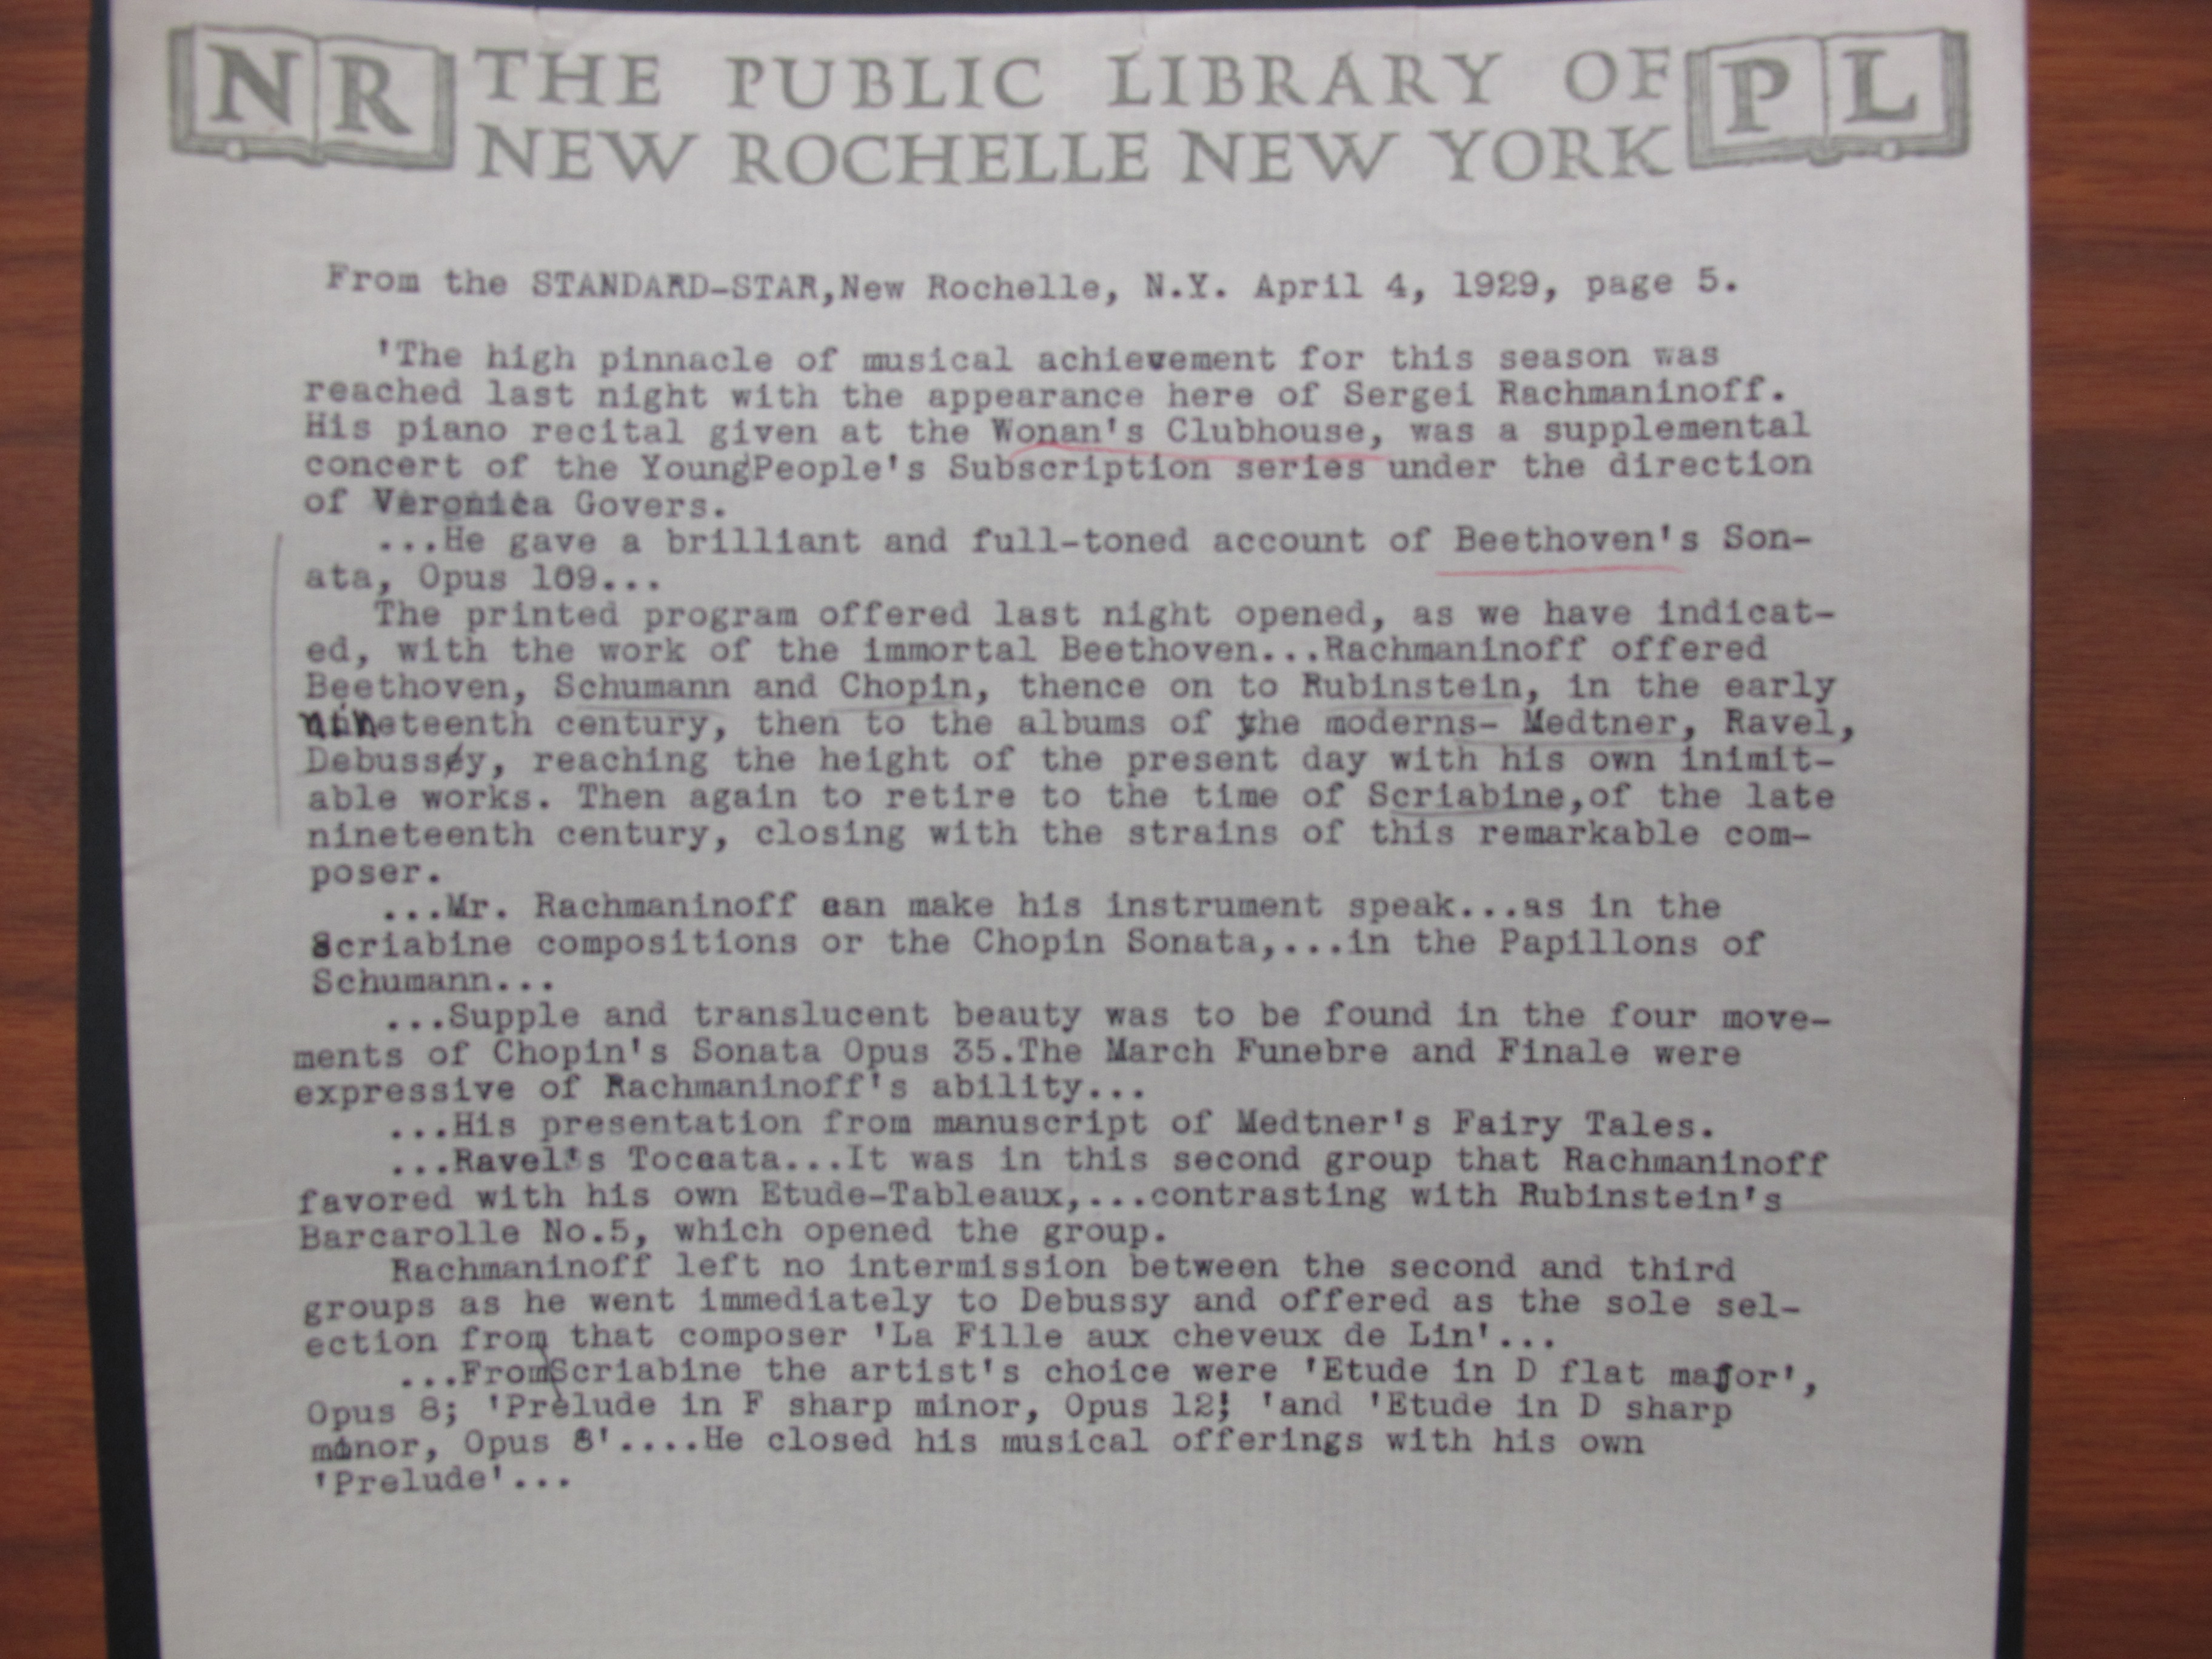 NR THE PUBLIC LIBRARY OF PL
NEW ROCHELLE NEW YORK
From the STANDARD-STAR,New Rochelle, N.Y. April 4, 1929, page 5.
'The high pinnacle of musical achievement for this season was
reached last night with the appearance here of Sergei Rachmaninoff.
His piano recital given at the Wonan's Clubhouse, was a supplemental
concert of the YoungPeople's Subscription series under the direction
of Veronica Govers.
...He gave a brilliant and full-toned account of Beethoven's Son-
ata, Opus 109...
The printed program offered last night opened, as we have indicat-
ed, with the work of the immortal Beethoven...Rachmaninoff offered
Beethoven, Schumann and Chopin, thence on to Rubinstein, in the early
nineteenth century, then to the albums of the moderns- Medtner, Ravel,
Debussy, reaching the height of the present day with his own inimit-
able works. Then again to retire to the time of Scriabine,of the late
nineteenth century, closing with the strains of this remarkable com-
poser.
...Mr. Rachmaninoff can make his instrument speak...as in the
Scriabine compositions or the Chopin Sonata,...in the Papillons of
Schumann...
...Supple and translucent beauty was to be found in the four move-
ments of Chopin's Sonata Opus 35.The March Funebre and Finale were
expressive of Rachmaninoff's ability...
...His presentation from manuscript of Medtner's Fairy Tales.
...Ravel's Toccata...It was in this second group that Rachmaninoff
favored with his own Etude-Tableaux,...contrasting with Rubinstein's
Barcarolle No.5, which opened the group.
Rachmaninoff left no intermission between the second and third
groups as he went immediately to Debussy and offered as the sole sel-
ection from that composer 'La Fille aux cheveux de Lin'...
...FromScriabine the artist's choice were 'Etude in D flat major',
Opus 8; 'Prelude in F sharp minor, Opus 12; 'and 'Etude in D sharp
minor, Opus 8'....He closed his musical offerings with his own
'Prelude'...